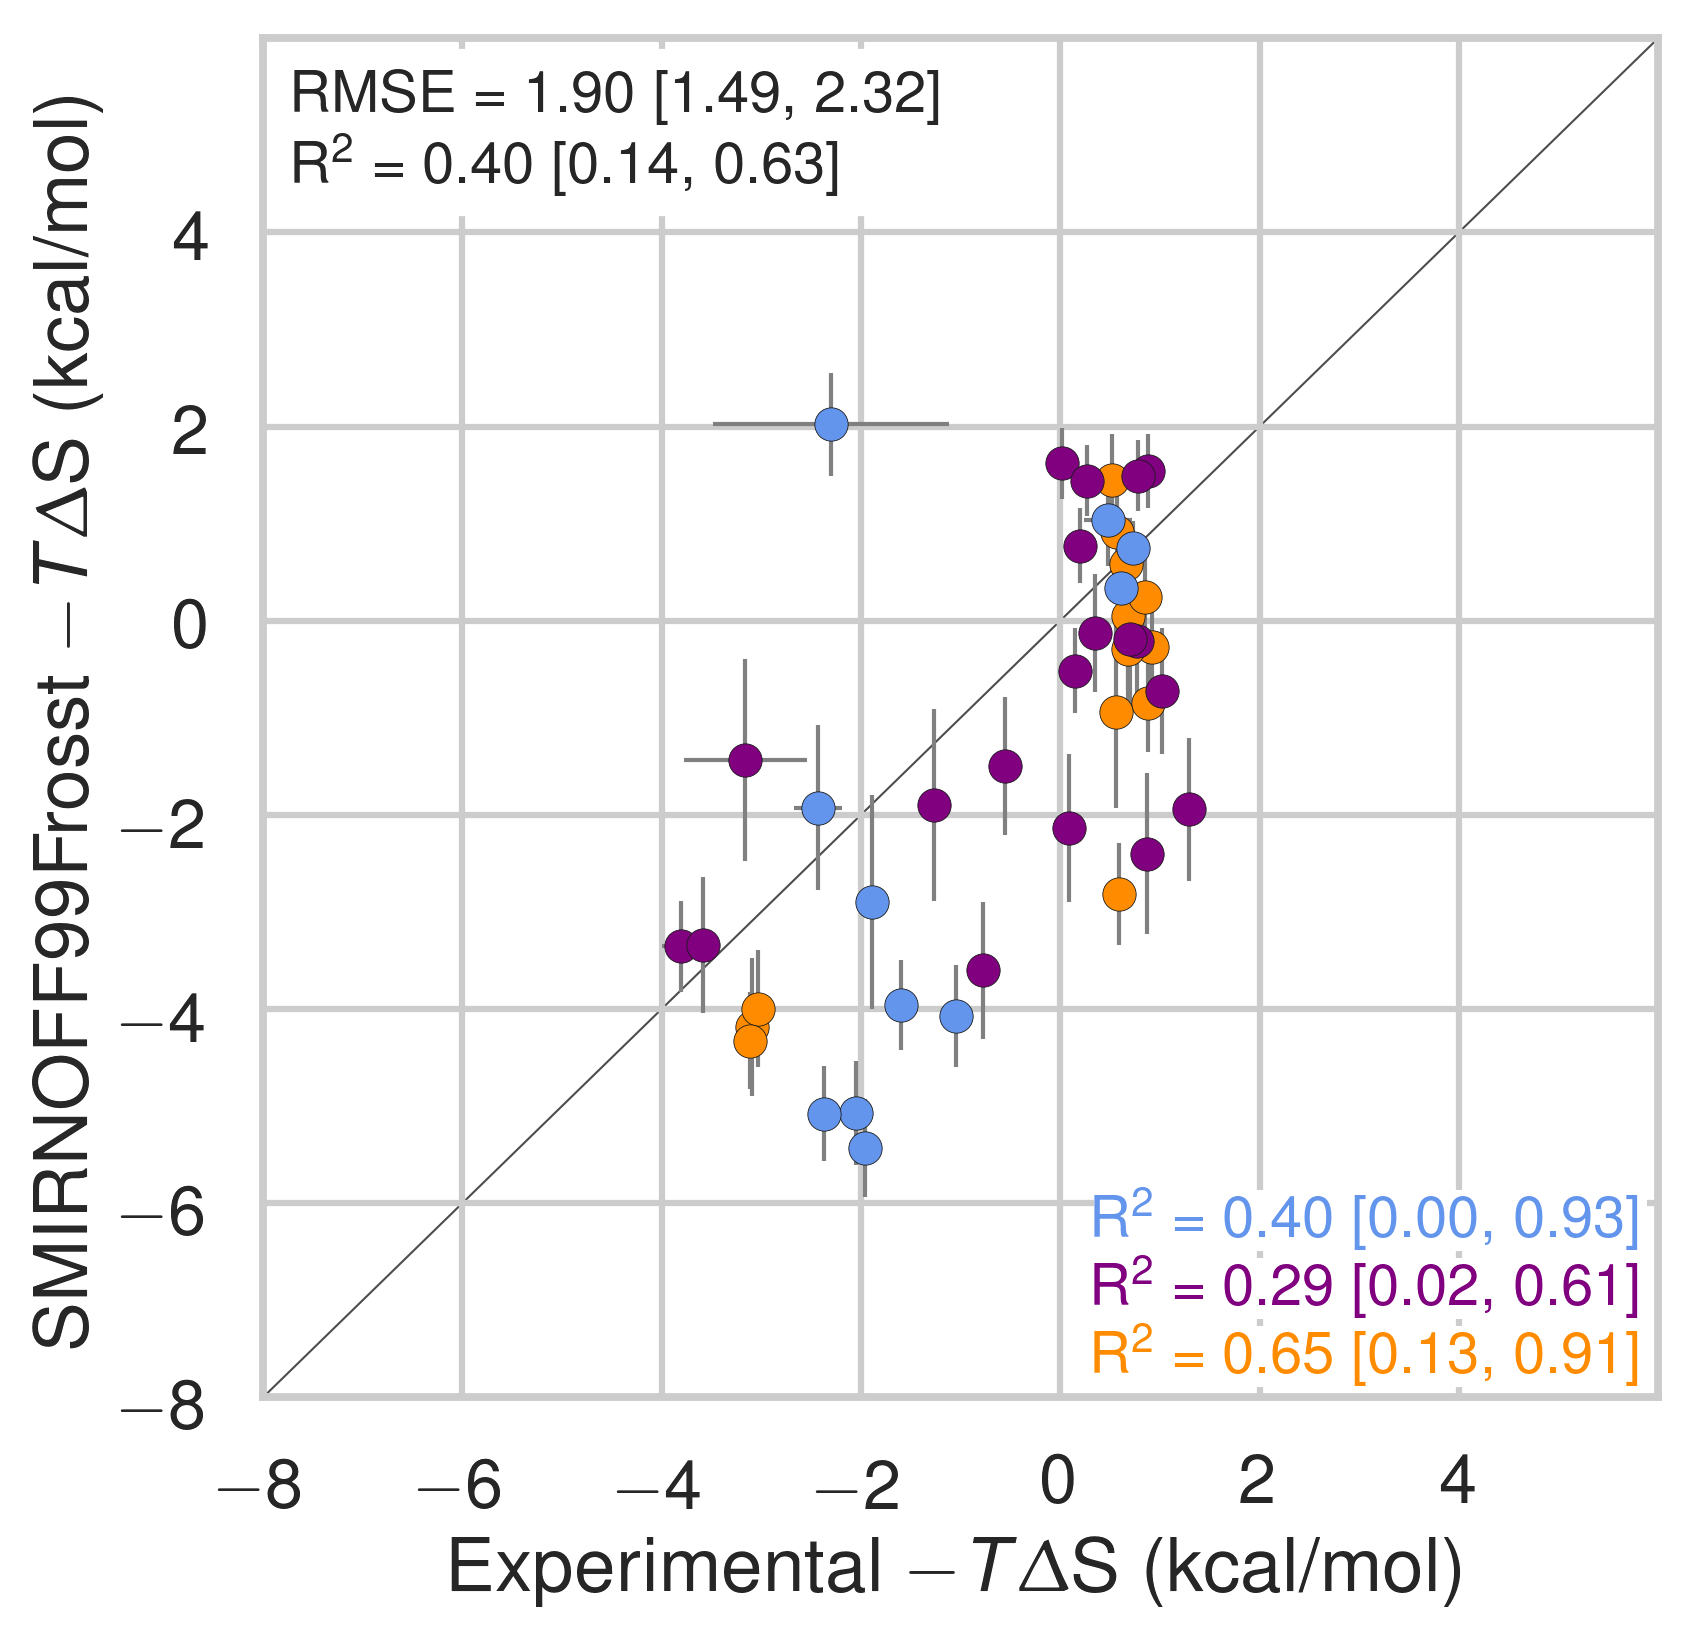 RMSE = 1.90 [1.49, 2.32]
R² = 0.40 [0.14, 0.63]
SMIRNOFF99Frosst −TΔS (kcal/mol)
4
2
0
−2
−4
−6
−8
R² = 0.40 [0.00, 0.93]
R² = 0.29 [0.02, 0.61]
R² = 0.65 [0.13, 0.91]
−8 −6 −4 −2 0 2 4
Experimental −TΔS (kcal/mol)